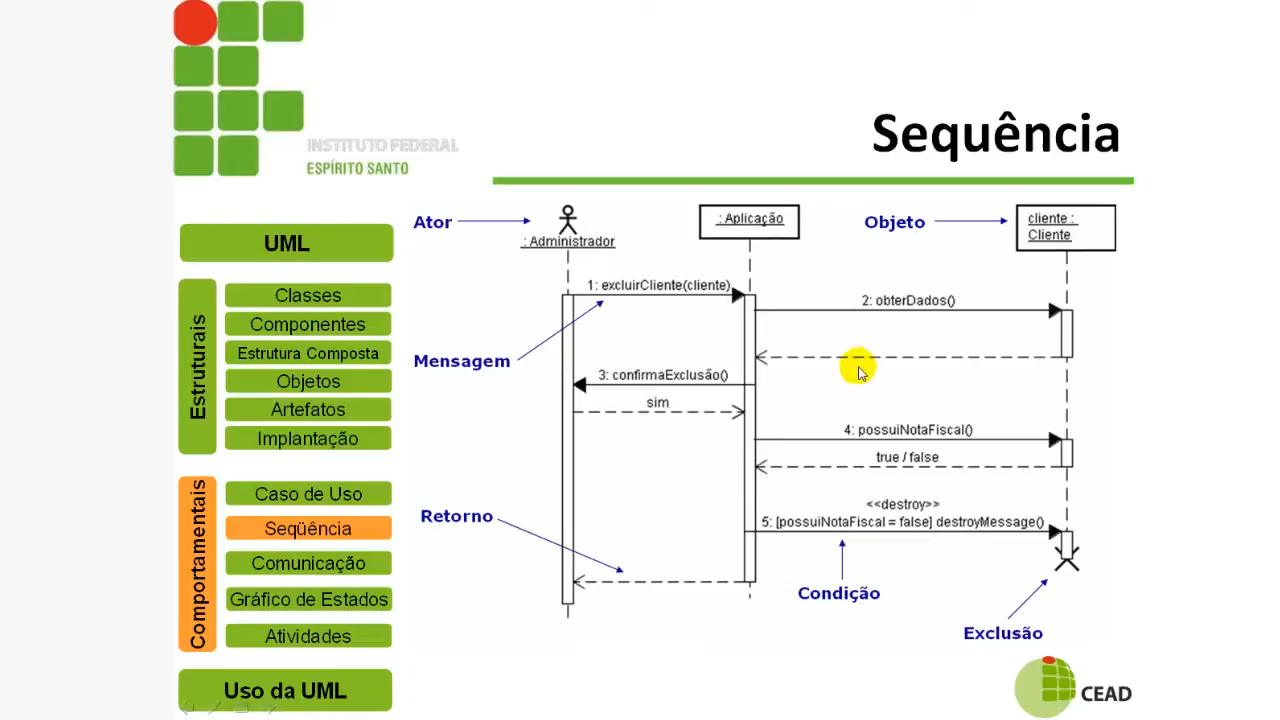 INSTITUTO FEDERAL
ESPÍRITO SANTO
Sequência
UML
Estruturais
Classes
Componentes
Estrutura Composta
Objetos
Artefatos
Implantação
Comportamentais
Caso de Uso
Seqüência
Comunicação
Gráfico de Estados
Atividades
Uso da UML
Ator
: Administrador
: Aplicação
Objeto
cliente :
Cliente
1: excluirCliente(cliente)
2: obterDados()
Mensagem
3: confirmaExclusão()
sim
4: possuiNotaFiscal()
true / false
Retorno
<<destroy>>
5: [possuiNotaFiscal = false] destroyMessage()
Condição
Exclusão
CEAD